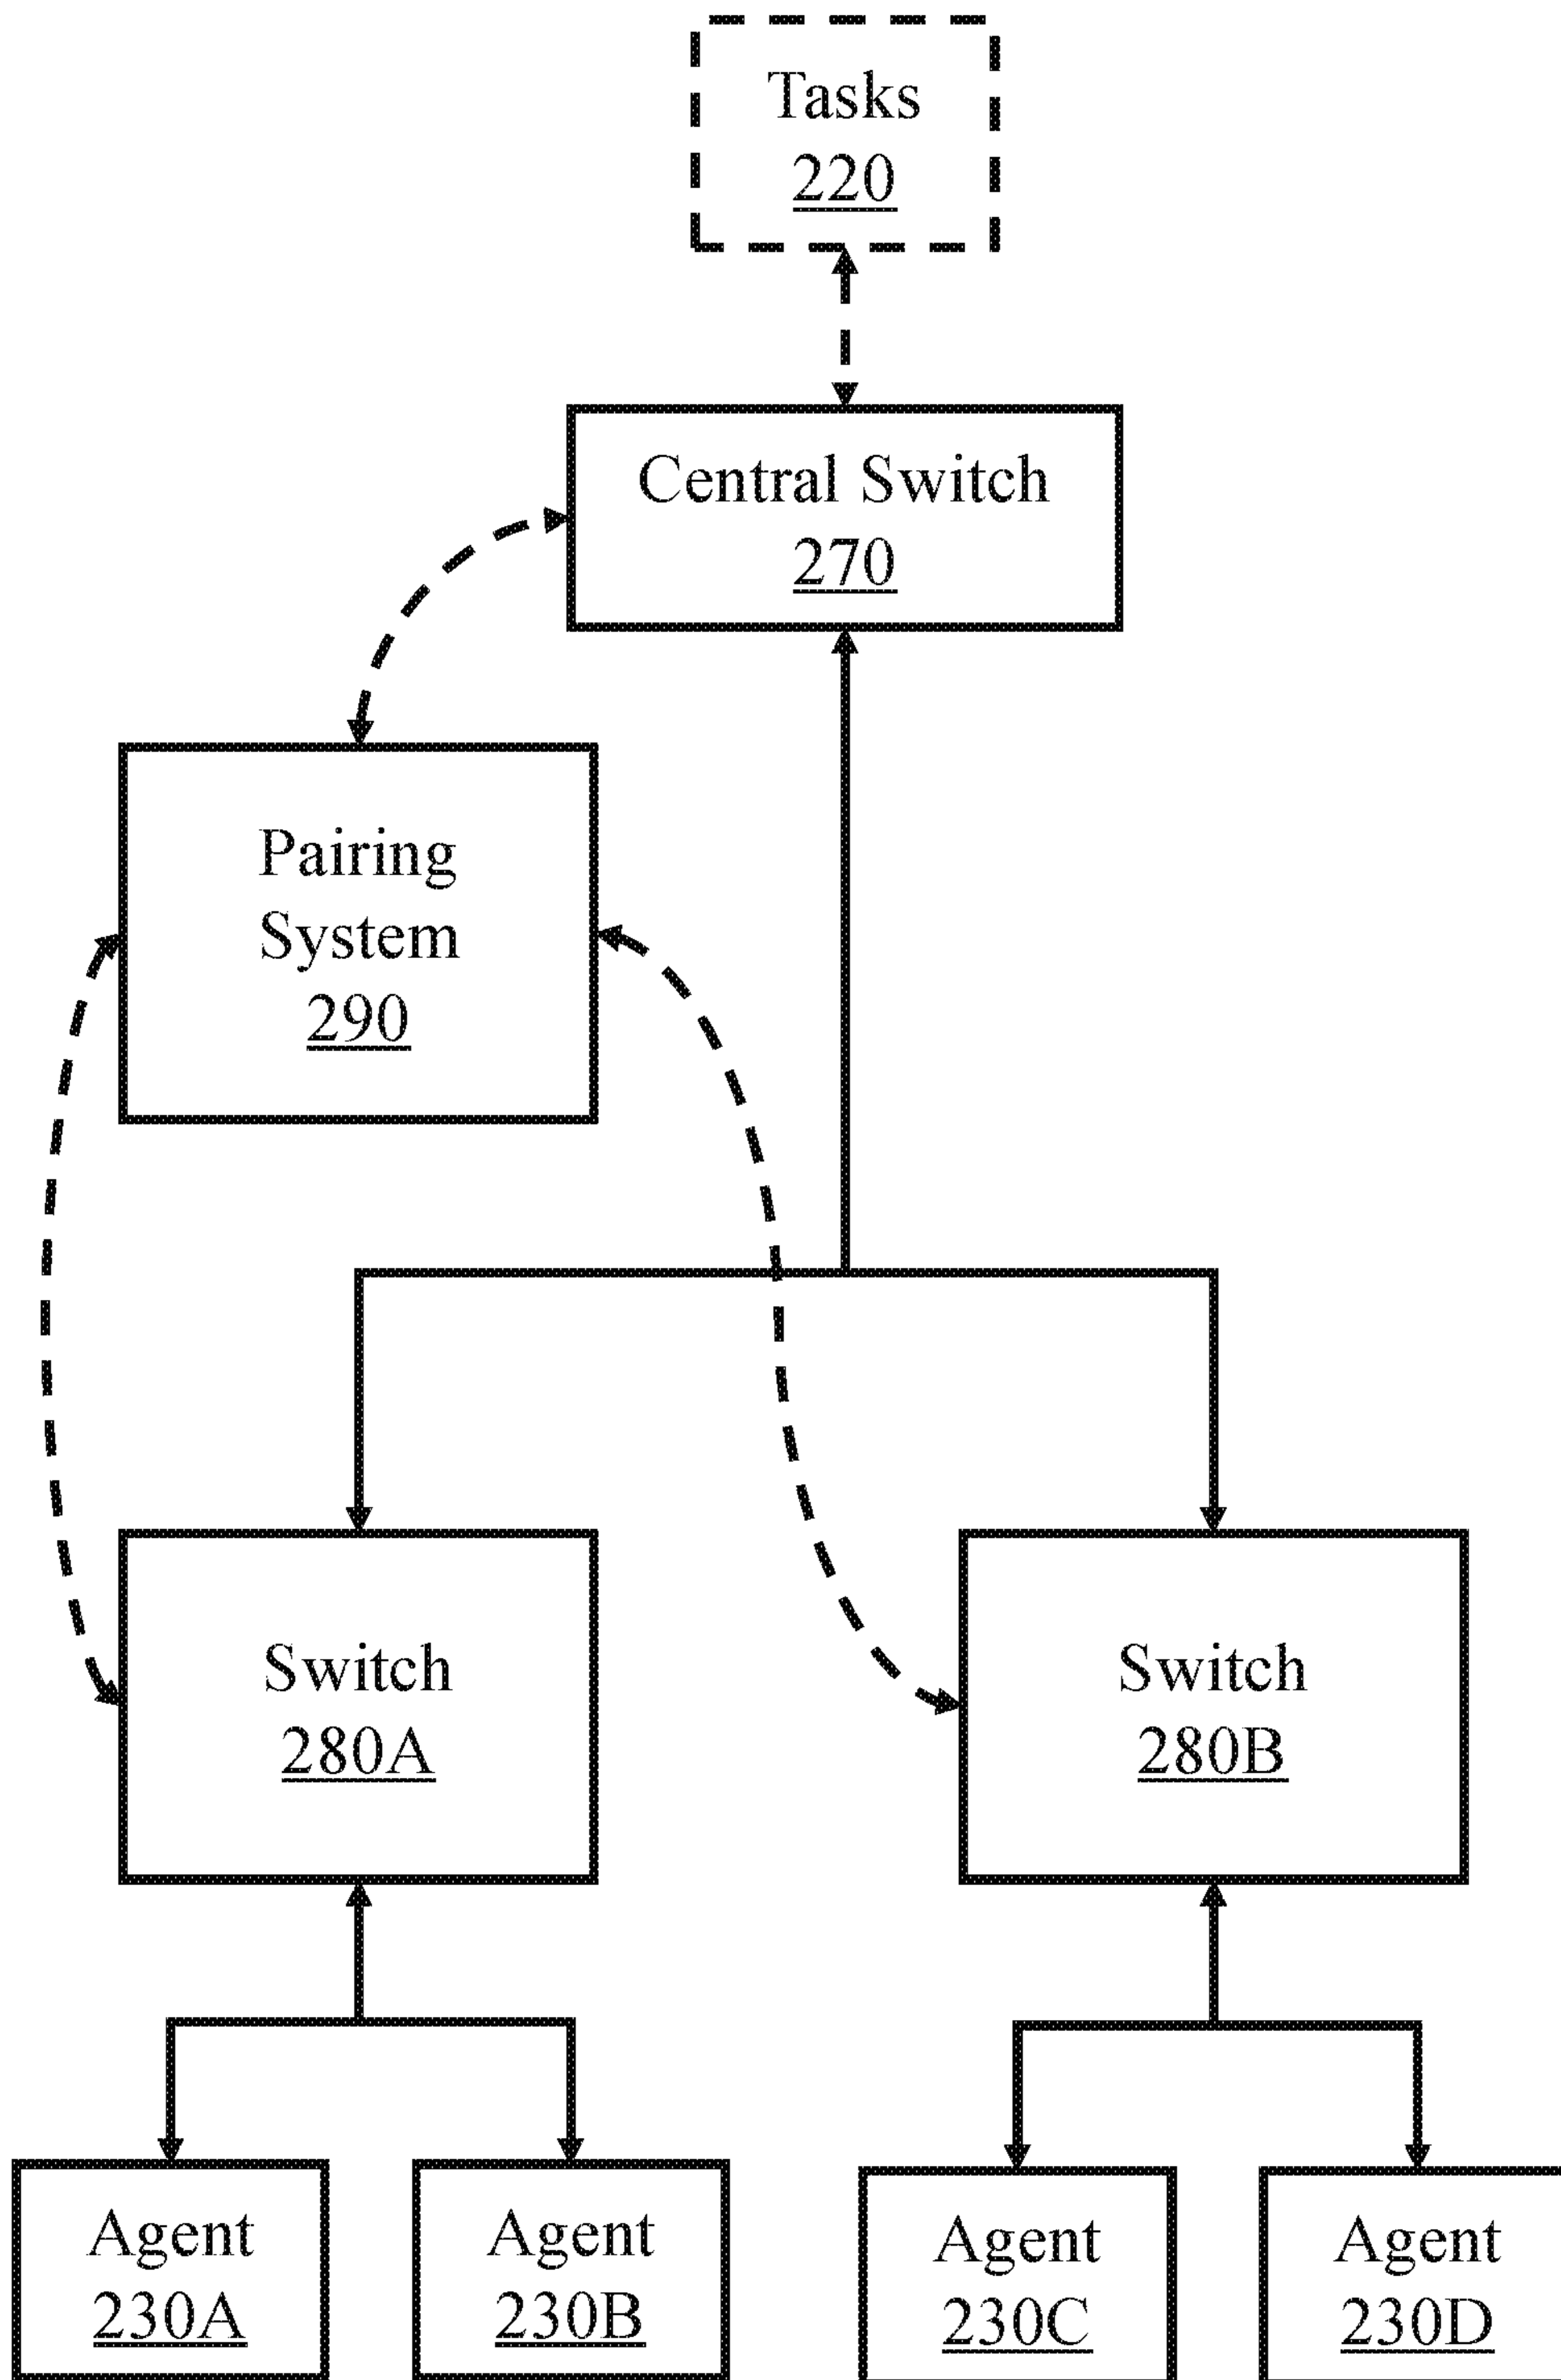 Tasks
220
Central Switch
270
Pairing
System
290
Switch
280A
Switch
280B
Agent
230A
Agent
230B
Agent
230C
Agent
230D